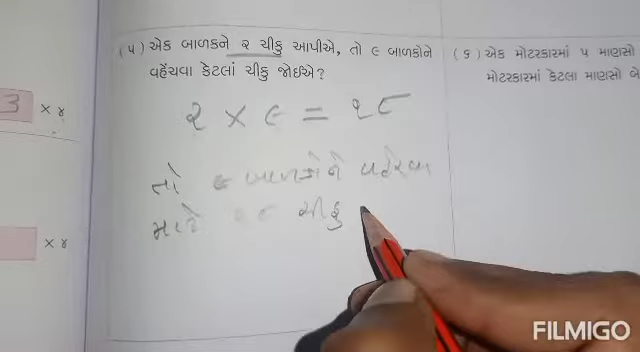 (૫) એક બાળકને ૨ ચીકુ આપીએ, તો ૯ બાળકોને
વહેંચવા કેટલાં ચીકુ જોઈએ?
૨ × ૯ = ૧૮
તો ૯ બાળકોને વહેચવા
માટે ૧૮ ચીકુ
(૬) એક મોટરકારમાં ૫ માણસો
મોટરકારમાં કેટલા માણસો બે
3 × ૪
× ૪
FILMIGO